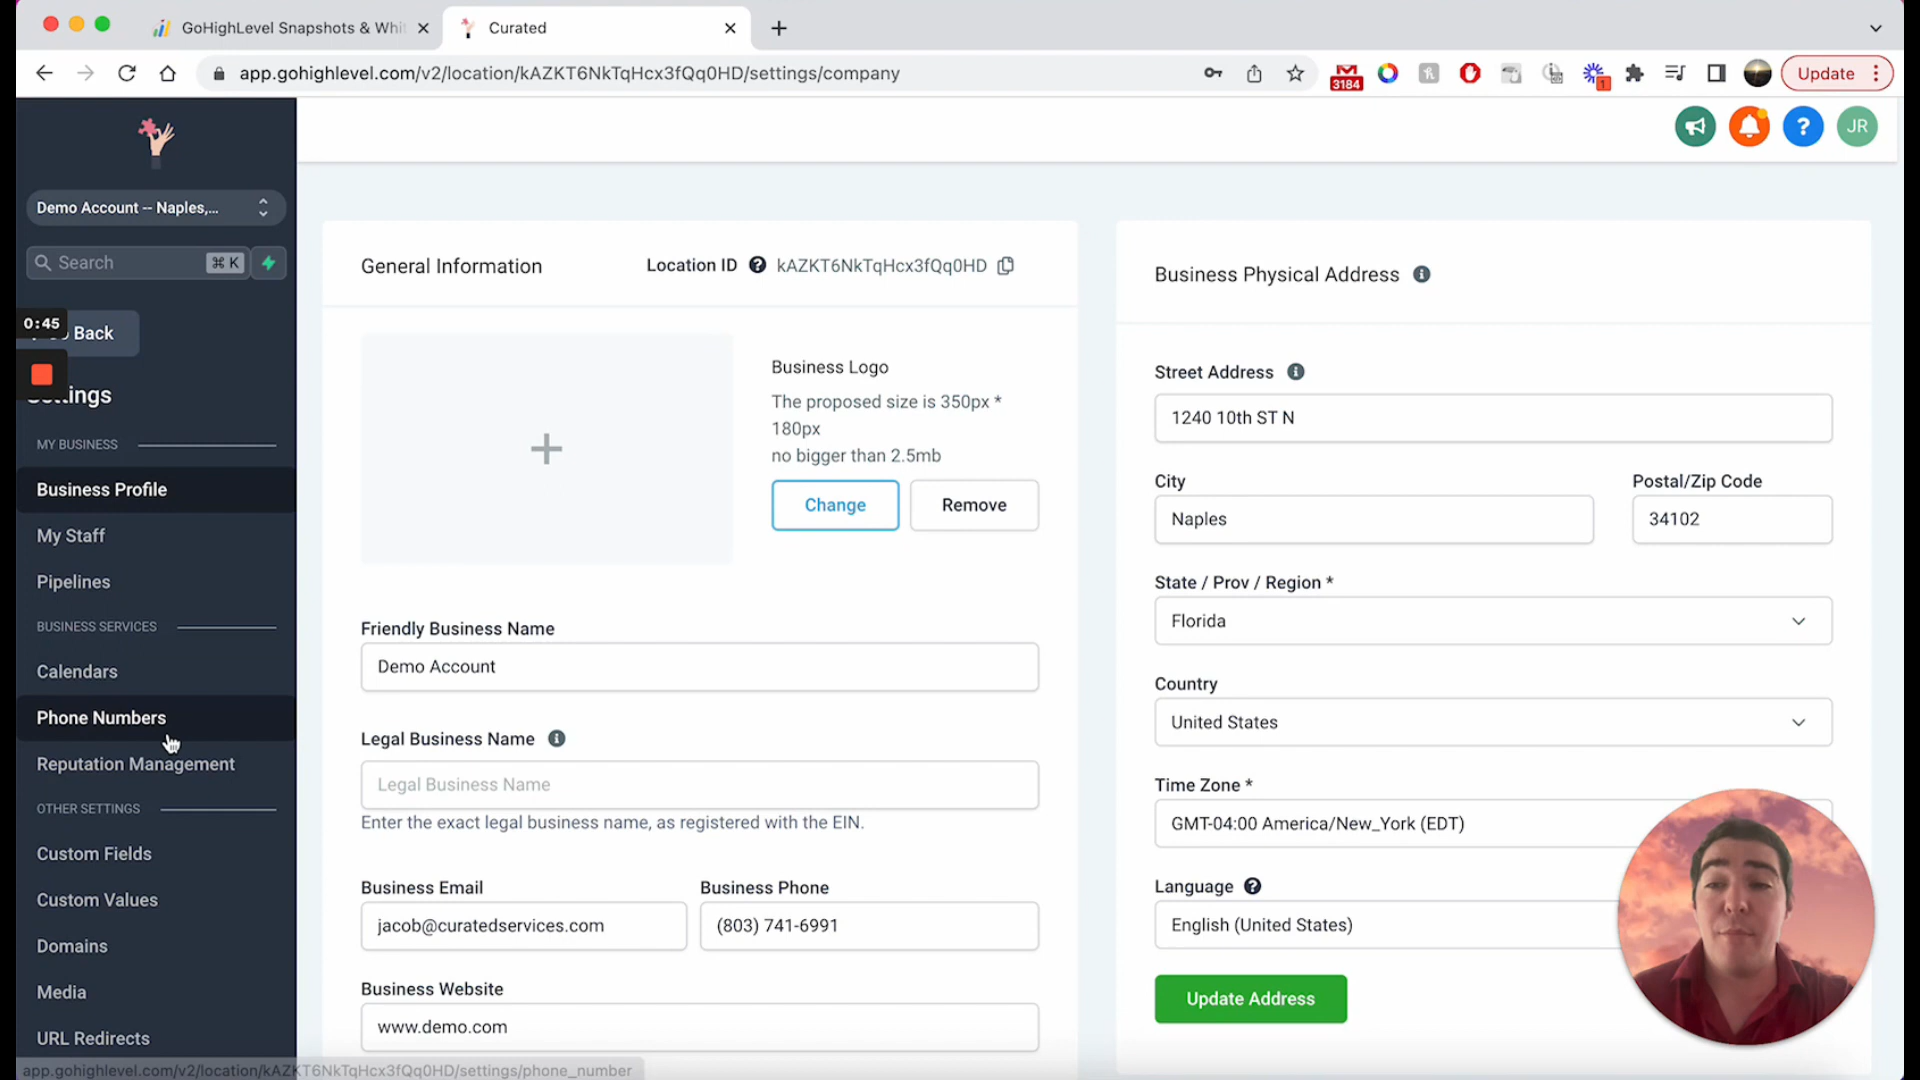 GoHighLevel Snapshots & Whi
Curated
app.gohighlevel.com/v2/location/kAZKT6NkTqHcx3fQq0HD/settings/company
3184
1
Update
JR
Demo Account -- Naples,...
Search
⌘ K
0:45
Back
Settings
MY BUSINESS
Business Profile
My Staff
Pipelines
BUSINESS SERVICES
Calendars
Phone Numbers
Reputation Management
OTHER SETTINGS
Custom Fields
Custom Values
Domains
Media
URL Redirects
app.gohighlevel.com/v2/location/kAZKT6NkTqHcx3fQq0HD/settings/phone_number
General Information
Location ID ? kAZKT6NkTqHcx3fQq0HD
Business Logo
The proposed size is 350px *
180px
no bigger than 2.5mb
Change
Remove
Friendly Business Name
Demo Account
Legal Business Name
Legal Business Name
Enter the exact legal business name, as registered with the EIN.
Business Email
Business Phone
jacob@curatedservices.com
(803) 741-6991
Business Website
www.demo.com
Business Physical Address
Street Address
1240 10th ST N
City
Postal/Zip Code
Naples
34102
State / Prov / Region *
Florida
Country
United States
Time Zone *
GMT-04:00 America/New_York (EDT)
Language ?
English (United States)
Update Address